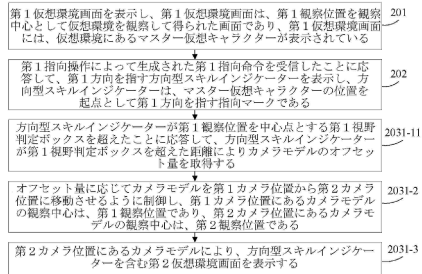 第1仮想環境画面を表示し、第1仮想環境画面は、第1観察位置を観察
中心として仮想環境を観察して得られた画面であり、第1仮想環境画面
には、仮想環境にあるマスター仮想キャラクターが表示されている
201
第1指向操作によって生成された第1指向命令を受信したことに応
答して、第1方向を指す方向型スキルインジケーターを表示し、方
向型スキルインジケーターは、マスター仮想キャラクターの位置を
起点として第1方向を指す指向マークである
202
方向型スキルインジケーターが第1観察位置を中心点とする第1視野
判定ボックスを超えたことに応答して、方向型スキルインジケーター
が第1視野判定ボックスを超えた距離によりカメラモデルのオフセッ
ト量を取得する
2031-11
オフセット量に応じてカメラモデルを第1カメラ位置から第2カメラ
位置に移動させるように制御し、第1カメラ位置にあるカメラモデル
の観察中心は、第1観察位置であり、第2カメラ位置にあるカメラモ
デルの観察中心は、第2観察位置である
2031-2
第2カメラ位置にあるカメラモデルにより、方向型スキルインジケー
ターを含む第2仮想環境画面を表示する
2031-3